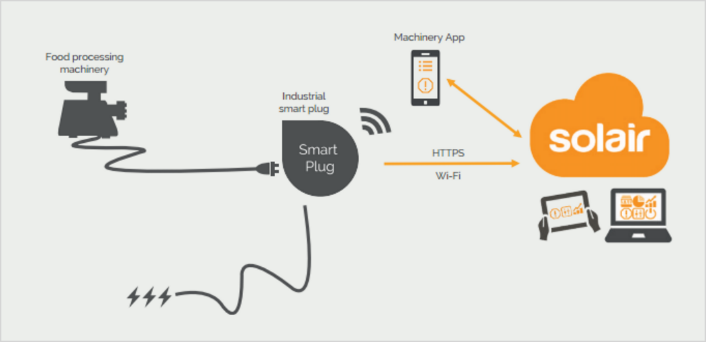 Machinery App
Food processing
machinery
Industrial
smart plug
Smart
Plug
HTTPS
Wi-Fi
solair